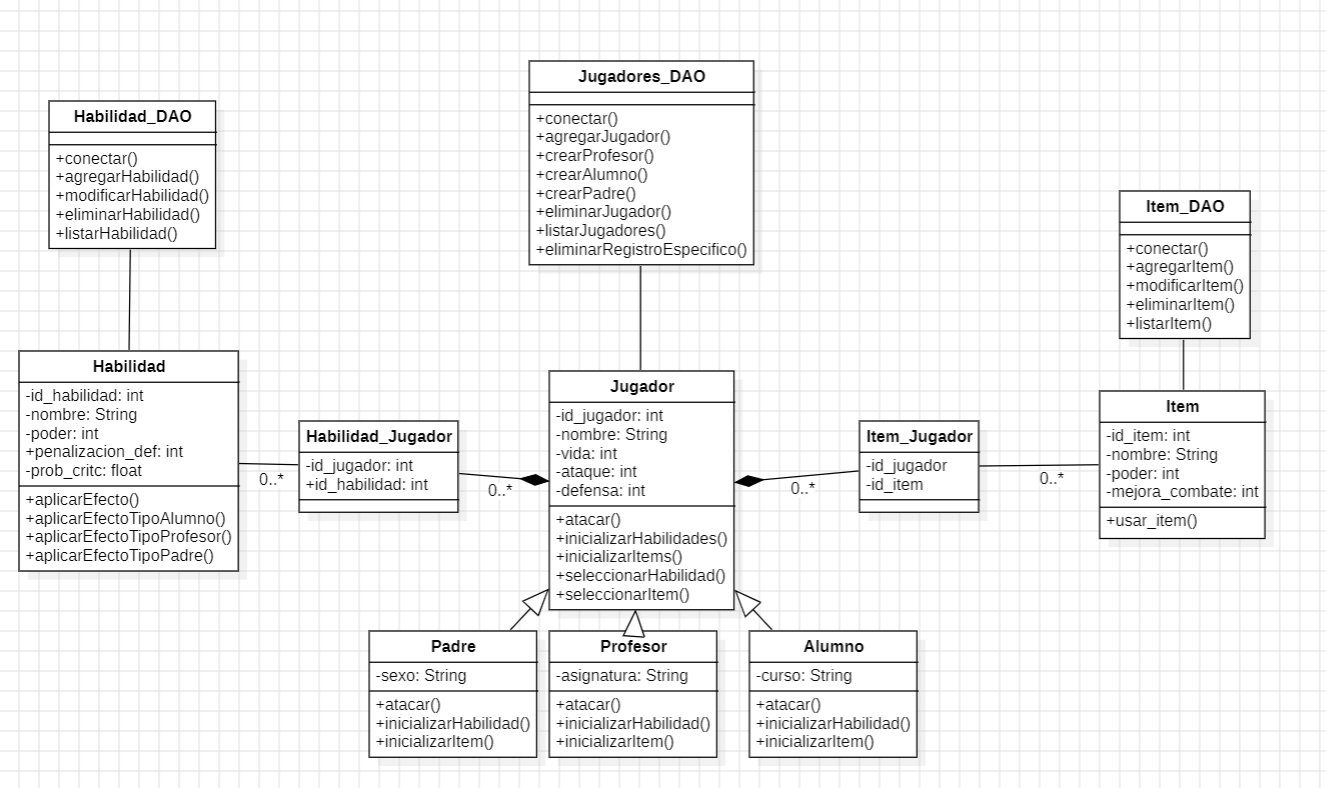 Jugadores_DAO
+conectar()
+agregarJugador()
+crearProfesor()
+crearAlumno()
+crearPadre()
+eliminarJugador()
+listarJugadores()
+eliminarRegistroEspecifico()
Habilidad_DAO
+conectar()
+agregarHabilidad()
+modificarHabilidad()
+eliminarHabilidad()
+listarHabilidad()
Item_DAO
+conectar()
+agregarItem()
+modificarItem()
+eliminarItem()
+listarItem()
Habilidad
-id_habilidad: int
-nombre: String
-poder: int
+penalizacion_def: int
-prob_critc: float
+aplicarEfecto()
+aplicarEfectoTipoAlumno()
+aplicarEfectoTipoProfesor()
+aplicarEfectoTipoPadre()
0..*
Habilidad_Jugador
-id_jugador: int
+id_habilidad: int
0..*
Jugador
-id_jugador: int
-nombre: String
-vida: int
-ataque: int
-defensa: int
+atacar()
+inicializarHabilidades()
+inicializarItems()
+seleccionarHabilidad()
+seleccionarItem()
0..*
Item_Jugador
-id_jugador
-id_item
0..*
Item
-id_item: int
-nombre: String
-poder: int
-mejora_combate: int
+usar_item()
Padre
-sexo: String
+atacar()
+inicializarHabilidad()
+inicializarItem()
Profesor
-asignatura: String
+atacar()
+inicializarHabilidad()
+inicializarItem()
Alumno
-curso: String
+atacar()
+inicializarHabilidad()
+inicializarItem()